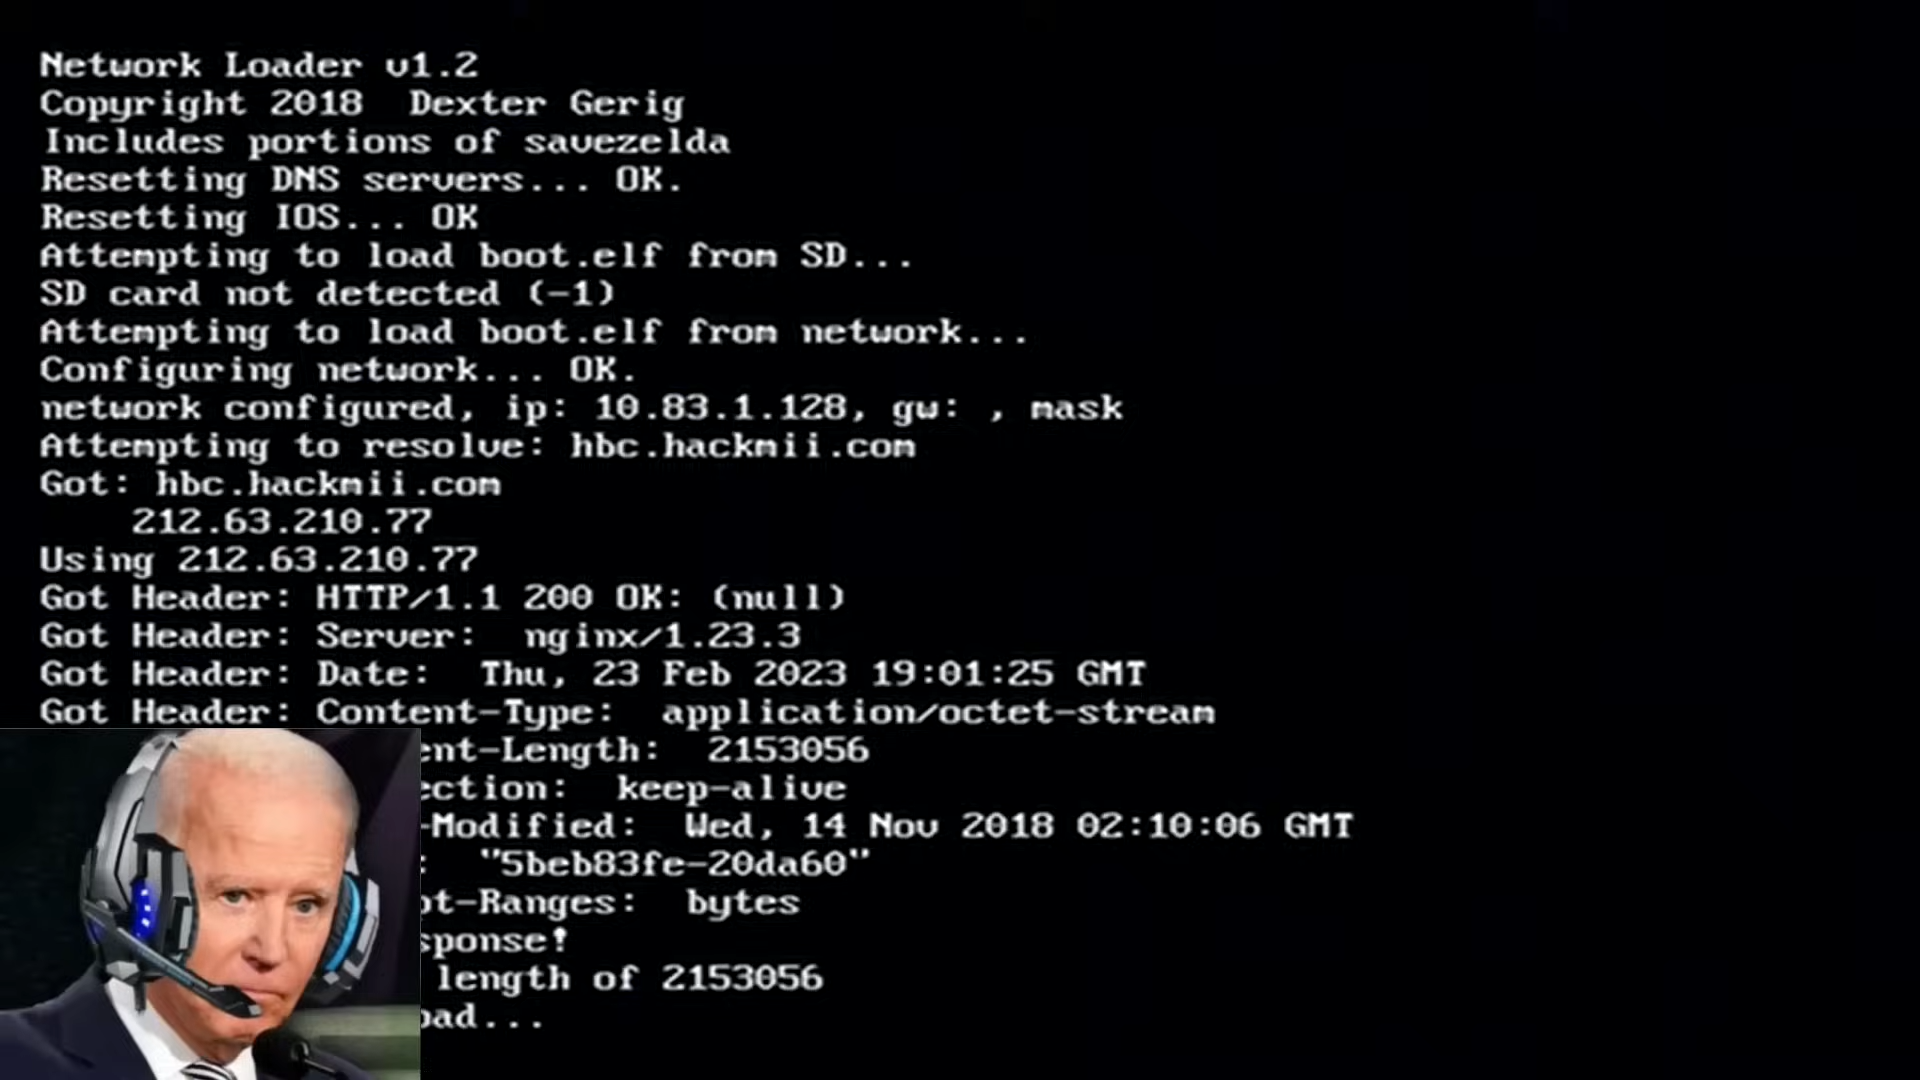 Network Loader v1.2
Copyright 2018  Dexter Gerig
Includes portions of savezelda
Resetting DNS servers... OK.
Resetting IOS... OK
Attempting to load boot.elf from SD...
SD card not detected (-1)
Attempting to load boot.elf from network...
Configuring network... OK.
network configured, ip: 10.83.1.128, gw: , mask
Attempting to resolve: hbc.hackmii.com
Got: hbc.hackmii.com
    212.63.210.77
Using 212.63.210.77
Got Header: HTTP/1.1 200 OK: (null)
Got Header: Server:  nginx/1.23.3
Got Header: Date:  Thu, 23 Feb 2023 19:01:25 GMT
Got Header: Content-Type:  application/octet-stream
ent-Length:  2153056
ection:  keep-alive
-Modified:  Wed, 14 Nov 2018 02:10:06 GMT
:  "5beb83fe-20da60"
pt-Ranges:  bytes
sponse!
length of 2153056
oad...